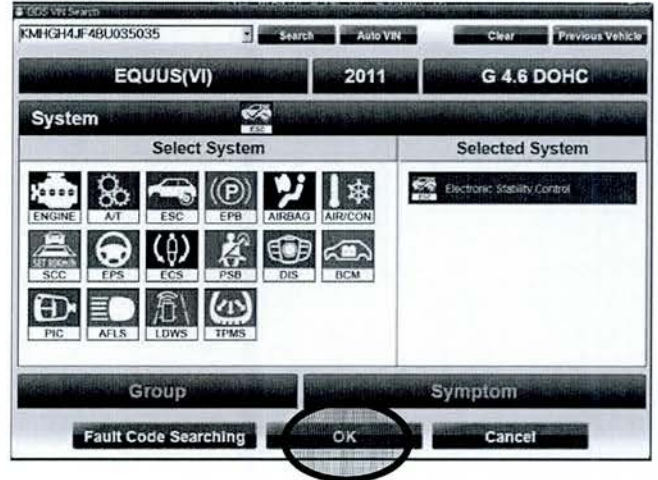 GDS VIN Search
KMHGH4JF4BU035035 Search Auto VIN Clear Previous Vehicle
EQUUS(VI) 2011 G 4.6 DOHC
System ESC
Select System Selected System
ENGINE A/T ESC EPB AIRBAG AIR/CON
ESC Electronic Stability Control
SCC EPS ECS PSB DIS BCM
PIC AFLS LDWS TPMS
Group Symptom
Fault Code Searching OK Cancel